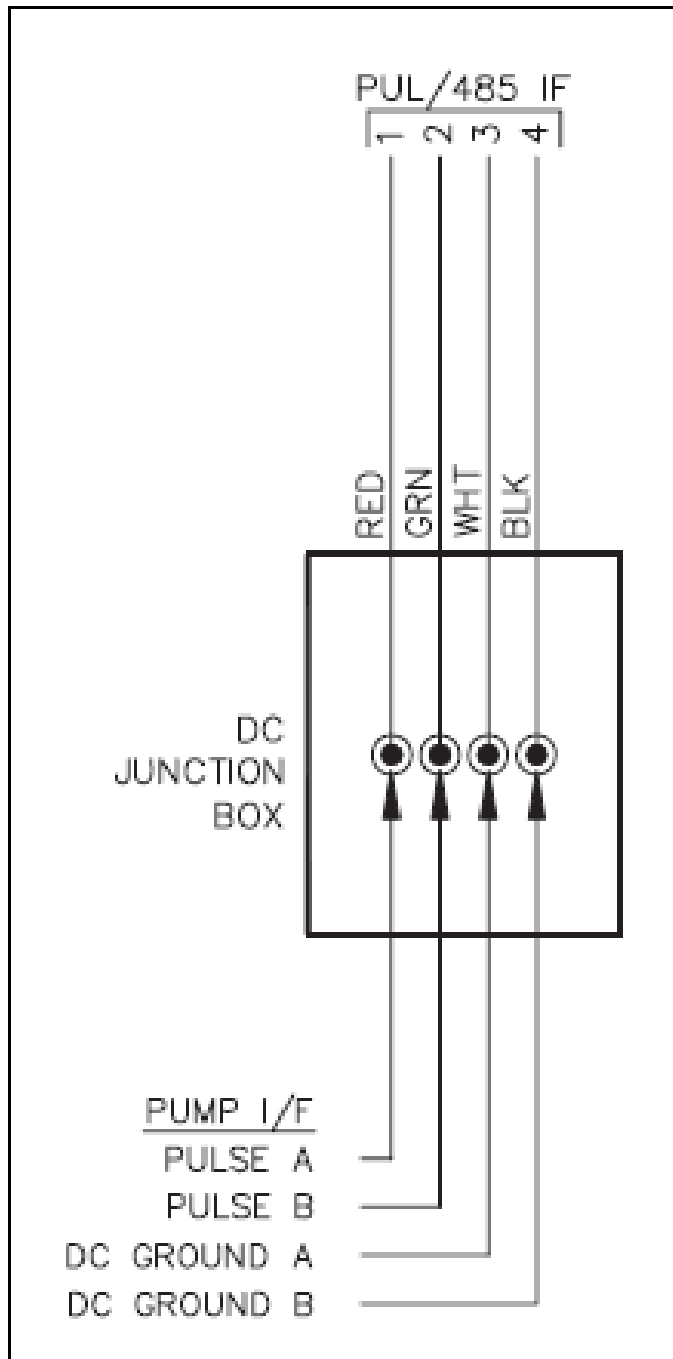 PUL/485 IF
1 2 3 4
RED GRN WHT BLK
DC
JUNCTION
BOX
PUMP I/F
PULSE A
PULSE B
DC GROUND A
DC GROUND B